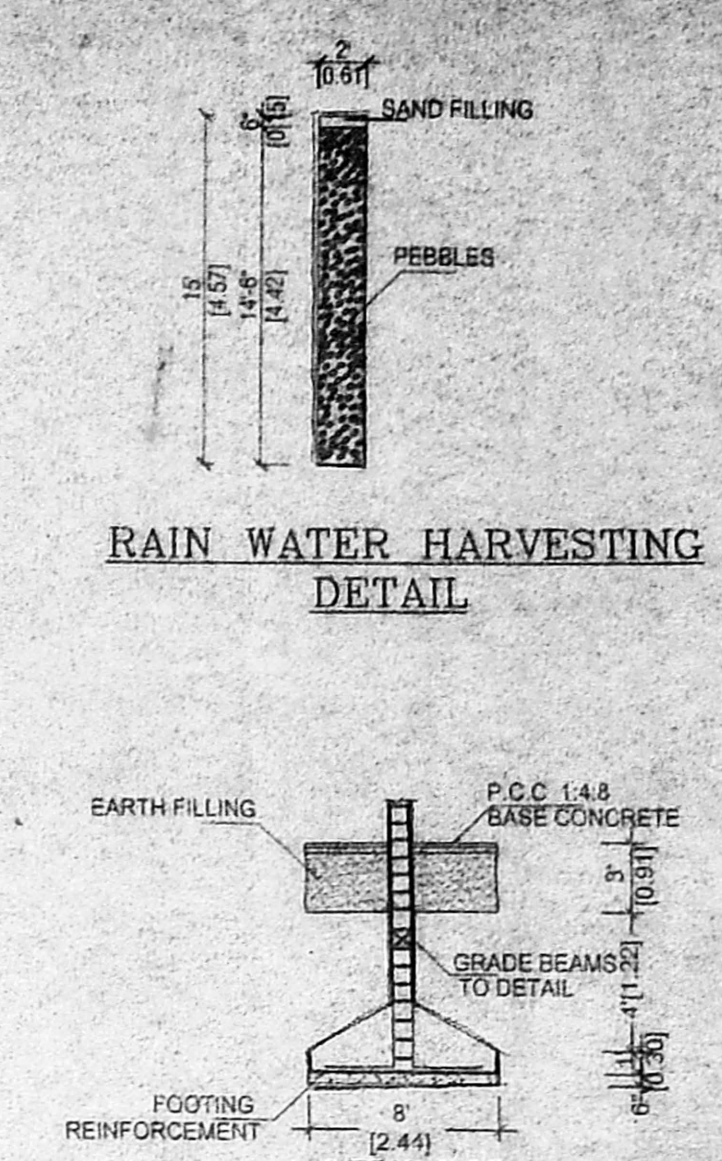 2'
[0.61]
SAND FILLING
6"
[0.15]
PEBBLES
15'
[4.57]
14'-6"
[4.42]
RAIN WATER HARVESTING
DETAIL
EARTH FILLING
P.C.C 1:4:8
BASE CONCRETE
3'
[0.91]
GRADE BEAMS
TO DETAIL
4'[1.22]
1'
[0.30]
6"
FOOTING
REINFORCEMENT
8'
[2.44]